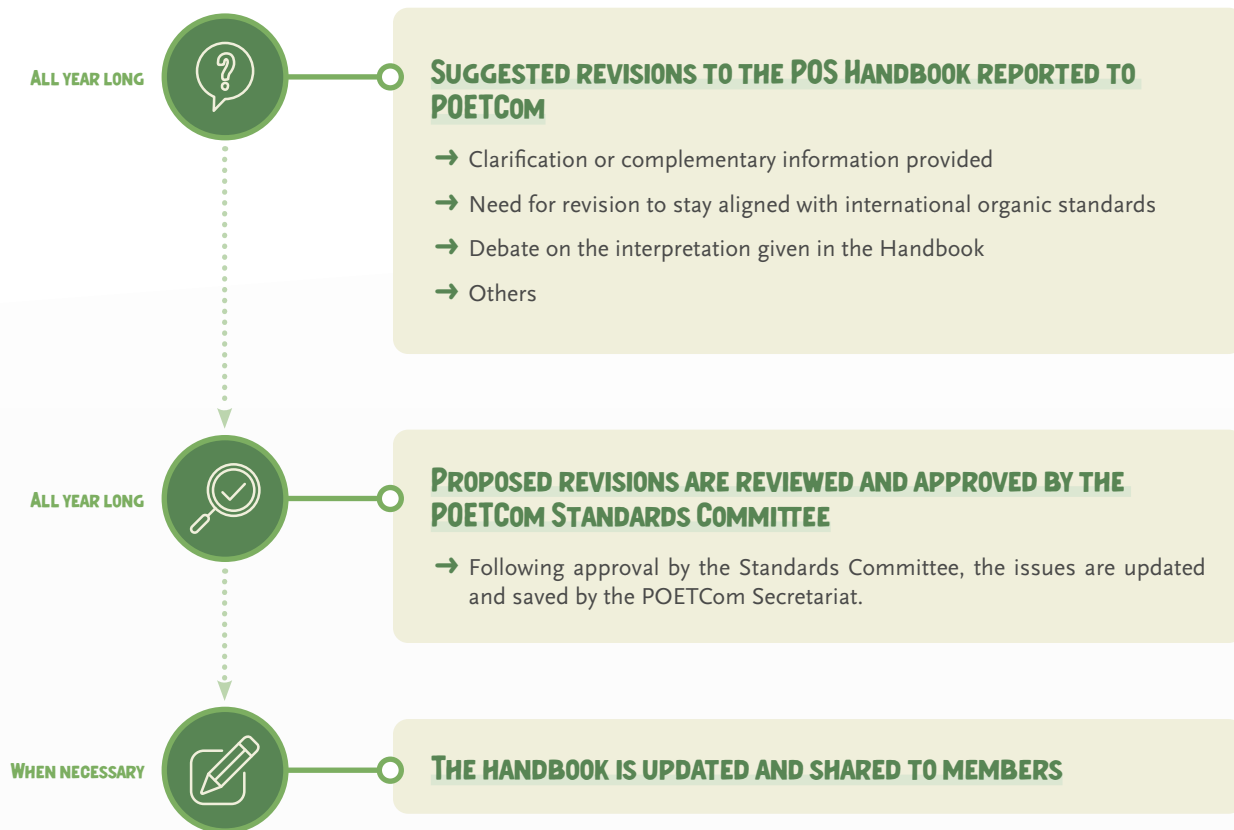 ALL YEAR LONG
SUGGESTED REVISIONS TO THE POS HANDBOOK REPORTED TO
POETCOM
→ Clarification or complementary information provided
→ Need for revision to stay aligned with international organic standards
→ Debate on the interpretation given in the Handbook
→ Others
ALL YEAR LONG
PROPOSED REVISIONS ARE REVIEWED AND APPROVED BY THE
POETCOM STANDARDS COMMITTEE
→ Following approval by the Standards Committee, the issues are updated
and saved by the POETCom Secretariat.
WHEN NECESSARY
THE HANDBOOK IS UPDATED AND SHARED TO MEMBERS